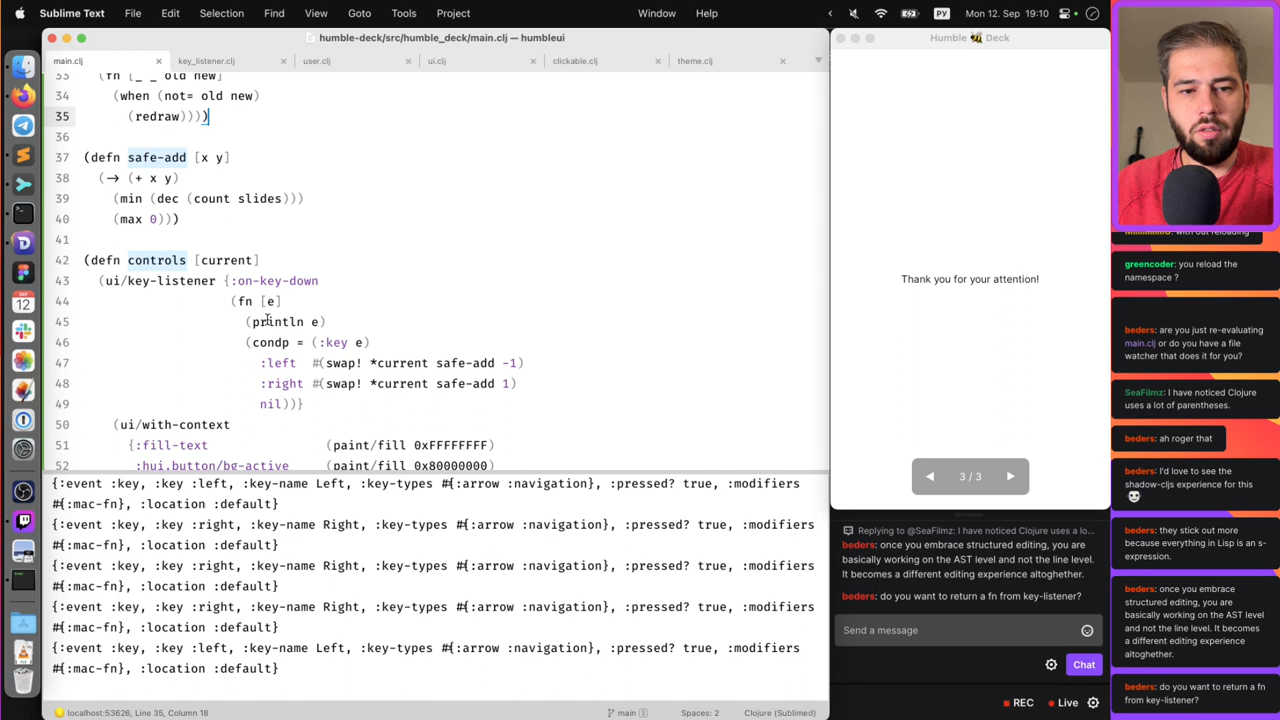 Sublime Text File Edit Selection Find View Goto Tools Project Window Help РУ Mon 12. Sep 19:10
humble-deck/src/humble_deck/main.clj — humbleui
main.clj key_listener.clj user.clj ui.clj clickable.clj theme.clj
33 (fn [_ _ old new]
34 (when (not= old new)
35 (redraw))))
36
37 (defn safe-add [x y]
38 (-> (+ x y)
39 (min (dec (count slides)))
40 (max 0)))
41
42 (defn controls [current]
43 (ui/key-listener {:on-key-down
44 (fn [e]
45 (println e)
46 (condp = (:key e)
47 :left #(swap! *current safe-add -1)
48 :right #(swap! *current safe-add 1)
49 nil))}
50 (ui/with-context
51 {:fill-text (paint/fill 0xFFFFFFFF)
52 :hui.button/bg-active (paint/fill 0x80000000)
{:event :key, :key :left, :key-name Left, :key-types #{:arrow :navigation}, :pressed? true, :modifiers
#{:mac-fn}, :location :default}
{:event :key, :key :right, :key-name Right, :key-types #{:arrow :navigation}, :pressed? true, :modifiers
#{:mac-fn}, :location :default}
{:event :key, :key :right, :key-name Right, :key-types #{:arrow :navigation}, :pressed? true, :modifiers
#{:mac-fn}, :location :default}
{:event :key, :key :right, :key-name Right, :key-types #{:arrow :navigation}, :pressed? true, :modifiers
#{:mac-fn}, :location :default}
{:event :key, :key :left, :key-name Left, :key-types #{:arrow :navigation}, :pressed? true, :modifiers
#{:mac-fn}, :location :default}
localhost:53626, Line 35, Column 18 main 3 Spaces: 2 Clojure (Sublimed)
SEP
12
Humble 🐝 Deck
Thank you for your attention!
◀ 3 / 3 ▶
Replying to @SeaFilmz: I have noticed Clojure uses a lo...
beders: once you embrace structured editing, you are
basically working on the AST level and not the line level.
It becomes a different editing experience altoghether.
beders: do you want to return a fn from key-listener?
Send a message
Chat
REC Live
with out reloading
greencoder: you reload the
namespace ?
beders: are you just re-evaluating
main.clj or do you have a file
watcher that does it for you?
SeaFilmz: I have noticed Clojure
uses a lot of parentheses.
beders: ah roger that
beders: I'd love to see the
shadow-cljs experience for this
beders: they stick out more
because everything in Lisp is an s-
expression.
beders: once you embrace
structured editing, you are
basically working on the AST level
and not the line level. It becomes
a different editing experience
altoghether.
beders: do you want to return a fn
from key-listener?